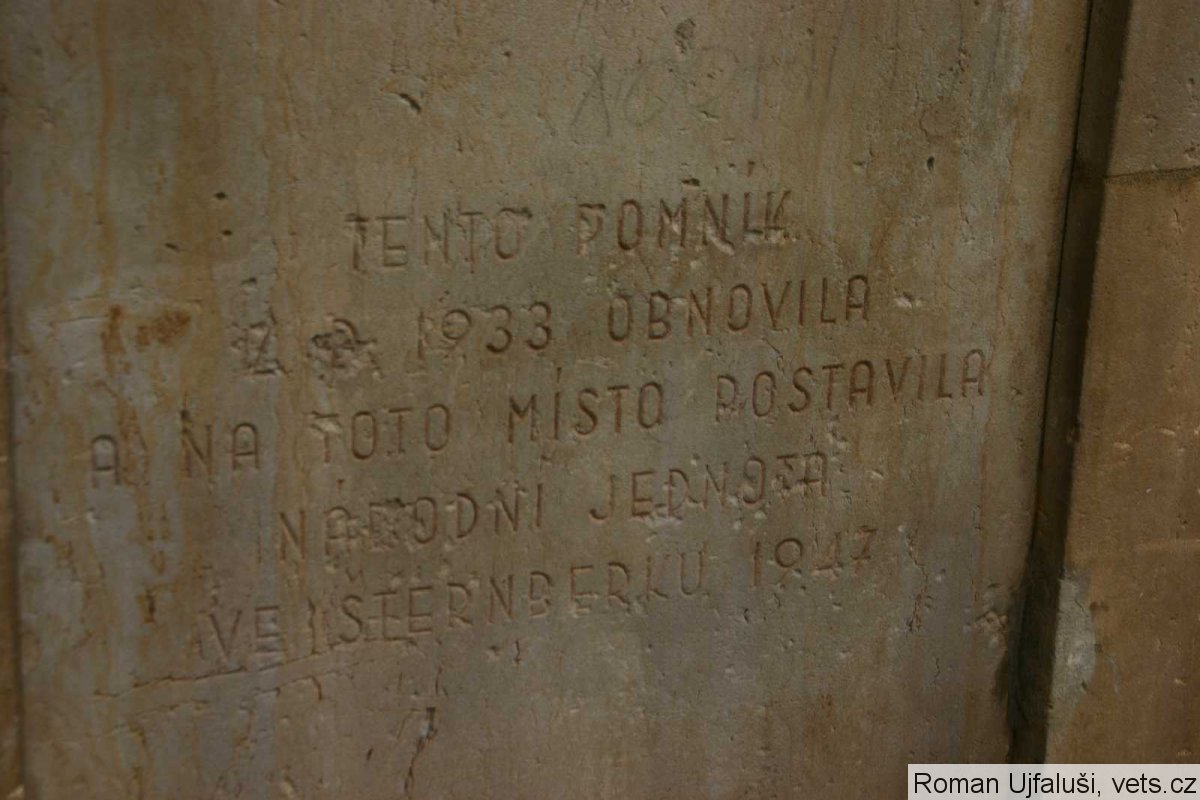 TENTO POMNÍK
Z R. 1933 OBNOVILA
A NA TOTO MÍSTO POSTAVILA
NÁRODNÍ JEDNOTA
VE ŠTERNBERKU 1947
Roman Ujfaluši, vets.cz